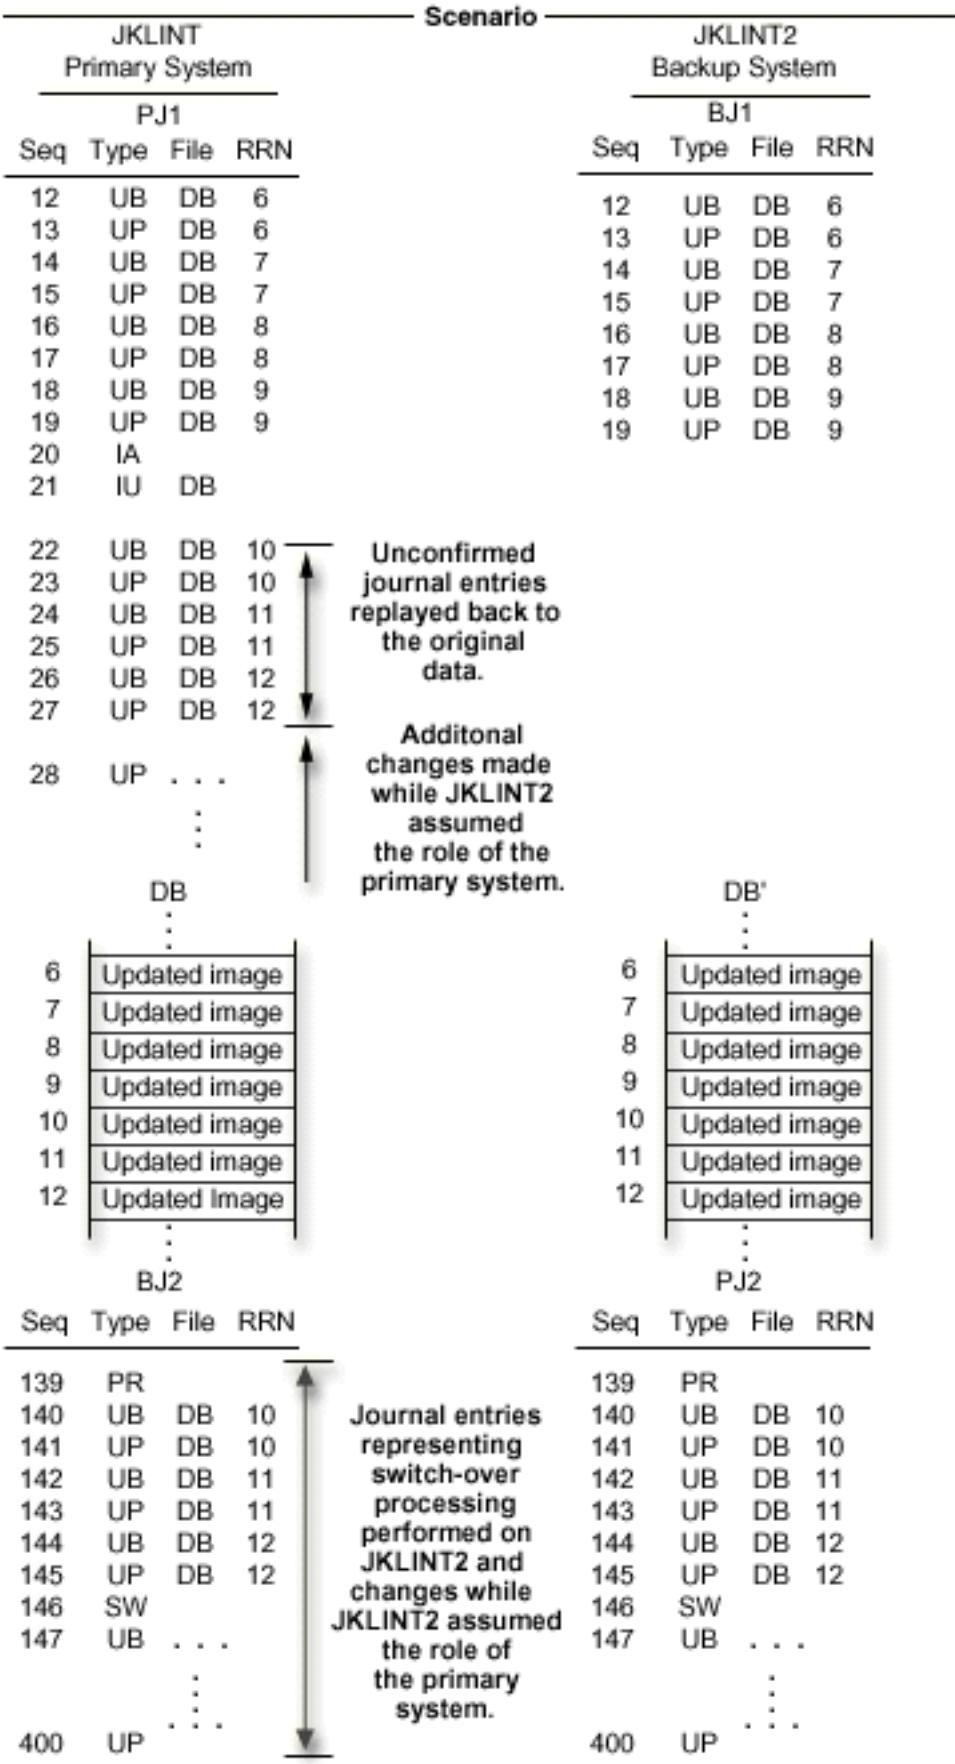 Scenario
JKLINT JKLINT2
Primary System Backup System
PJ1 BJ1
Seq Type File RRN Seq Type File RRN
12 UB DB 6 12 UB DB 6
13 UP DB 6 13 UP DB 6
14 UB DB 7 14 UB DB 7
15 UP DB 7 15 UP DB 7
16 UB DB 8 16 UB DB 8
17 UP DB 8 17 UP DB 8
18 UB DB 9 18 UB DB 9
19 UP DB 9 19 UP DB 9
20 IA
21 IU DB
22 UB DB 10
23 UP DB 10
24 UB DB 11
25 UP DB 11
26 UB DB 12
27 UP DB 12
Unconfirmed
journal entries
replayed back to
the original
data.
28 UP . . .
Additonal
changes made
while JKLINT2
assumed
the role of the
primary system.
DB DB'
6 Updated image 6 Updated image
7 Updated image 7 Updated image
8 Updated image 8 Updated image
9 Updated image 9 Updated image
10 Updated image 10 Updated image
11 Updated image 11 Updated image
12 Updated Image 12 Updated image
BJ2 PJ2
Seq Type File RRN Seq Type File RRN
139 PR 139 PR
140 UB DB 10 140 UB DB 10
141 UP DB 10 141 UP DB 10
142 UB DB 11 142 UB DB 11
143 UP DB 11 143 UP DB 11
144 UB DB 12 144 UB DB 12
145 UP DB 12 145 UP DB 12
146 SW 146 SW
147 UB . . . 147 UB . . .
. . . . . .
400 UP 400 UP
Journal entries
representing
switch-over
processing
performed on
JKLINT2 and
changes while
JKLINT2 assumed
the role of
the primary
system.